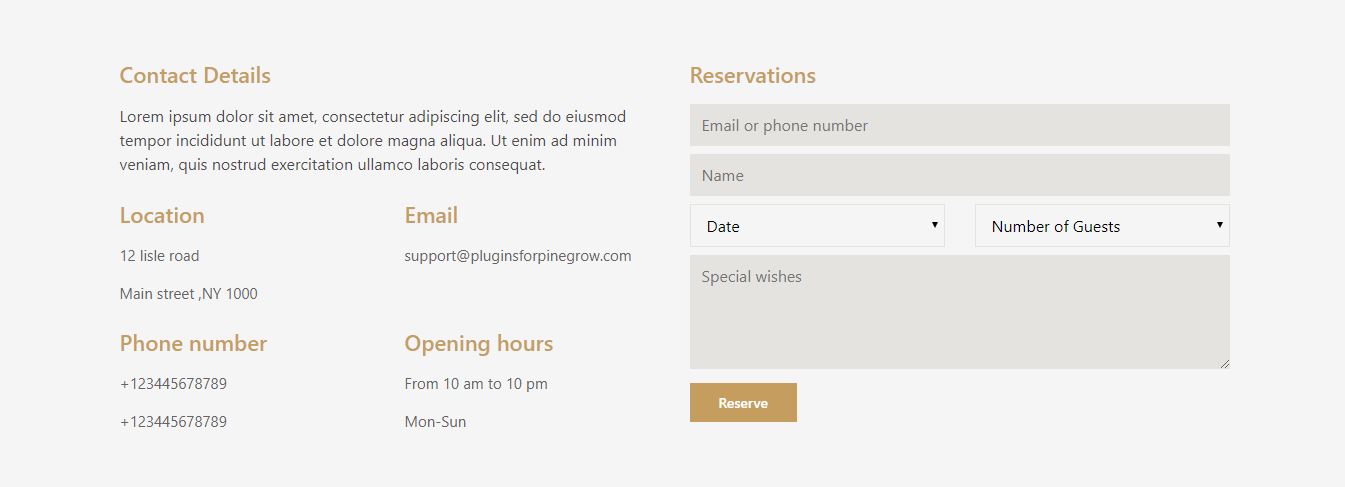 Contact Details
Lorem ipsum dolor sit amet, consectetur adipiscing elit, sed do eiusmod
tempor incididunt ut labore et dolore magna aliqua. Ut enim ad minim
veniam, quis nostrud exercitation ullamco laboris consequat.
Location
12 lisle road
Main street ,NY 1000
Email
support@pluginsforpinegrow.com
Phone number
+123445678789
+123445678789
Opening hours
From 10 am to 10 pm
Mon-Sun
Reservations
Email or phone number
Name
Date
Number of Guests
Special wishes
Reserve